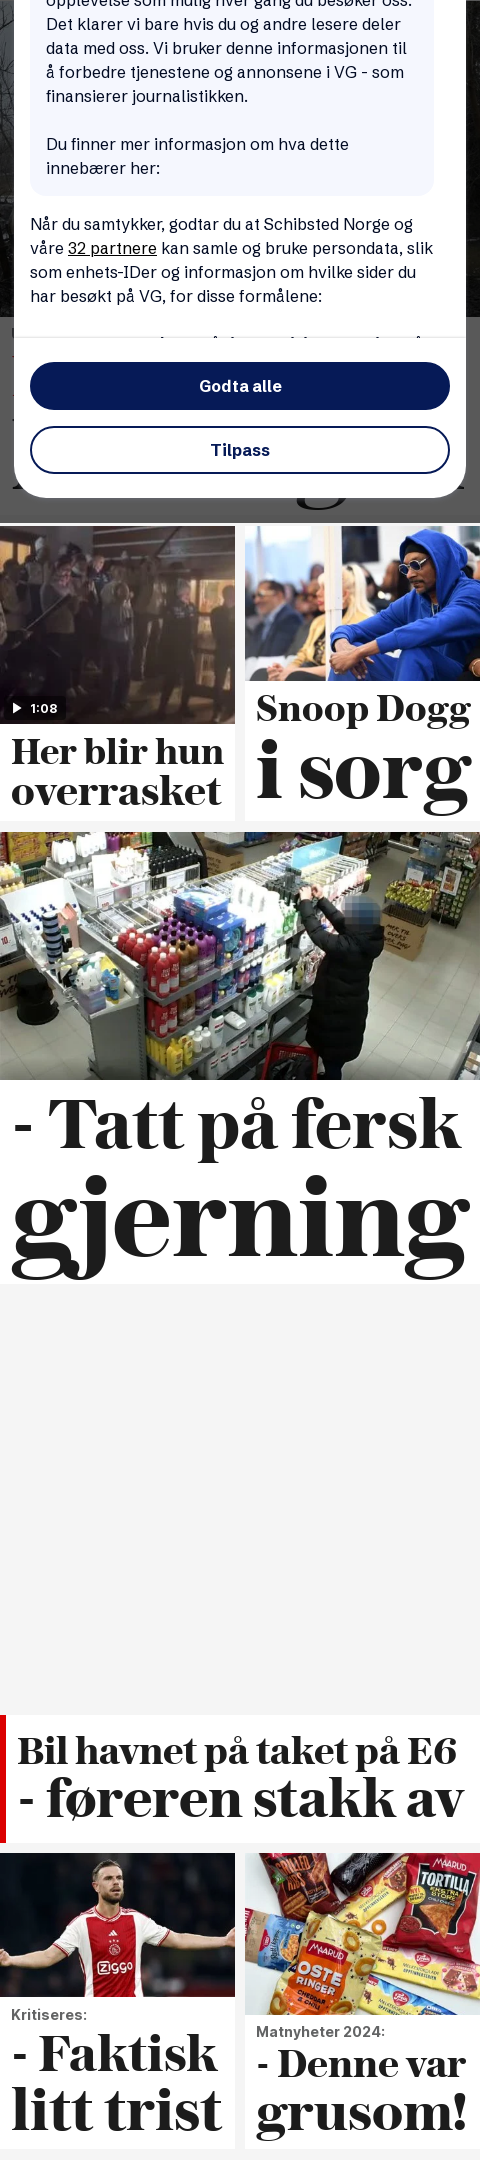 opplevelse som mulig hver gang du besøker oss.
Det klarer vi bare hvis du og andre lesere deler
data med oss. Vi bruker denne informasjonen til
å forbedre tjenestene og annonsene i VG - som
finansierer journalistikken.
Du finner mer informasjon om hva dette
innebærer her:
Når du samtykker, godtar du at Schibsted Norge og
våre 32 partnere kan samle og bruke persondata, slik
som enhets-IDer og informasjon om hvilke sider du
har besøkt på VG, for disse formålene:
Godta alle
Tilpass
1:08
Her blir hun
overrasket
Snoop Dogg
i sorg
- Tatt på fersk
gjerning
Bil havnet på taket på E6
- føreren stakk av
Ziggo
Kritiseres:
- Faktisk
litt trist
MAARUD
TORTILLA
MAARUD
OSTE
RINGER
CHEDDAR
& CHILI
Matnyheter 2024:
- Denne var
grusom!